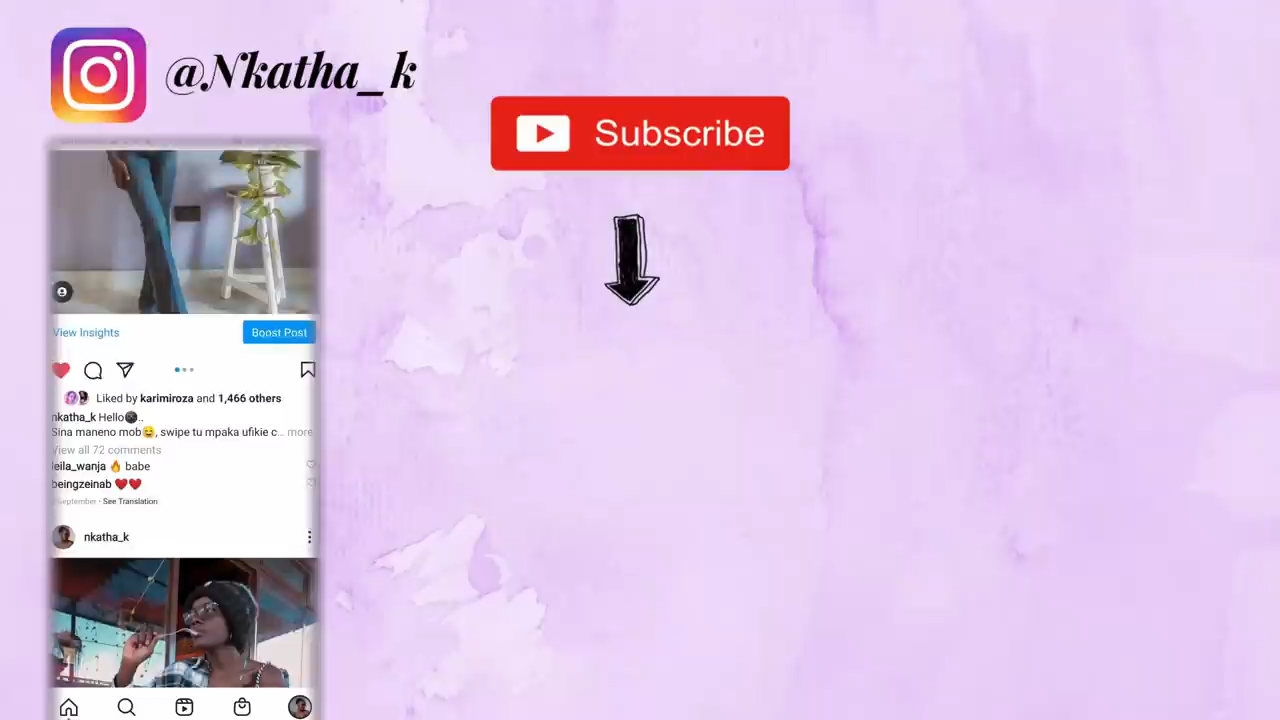 @Nkatha_k
Subscribe
View Insights
Boost Post
Liked by karimiroza and 1,466 others
nkatha_k Hello🌚..
Sina maneno mob😅, swipe tu mpaka ufikie c... more
View all 72 comments
leila_wanja 🔥 babe
beingzeinab ❤️❤️
September · See Translation
nkatha_k